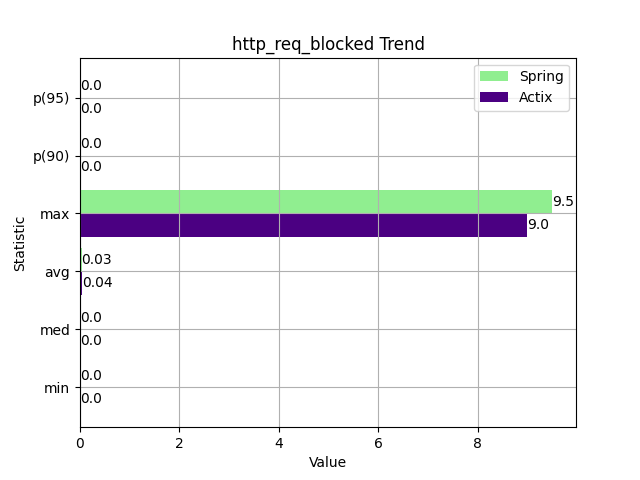 http_req_blocked Trend
Spring
Actix
p(95)
0.0
0.0
p(90)
0.0
0.0
max
9.5
9.0
avg
0.03
0.04
med
0.0
0.0
min
0.0
0.0
Statistic
0 2 4 6 8
Value